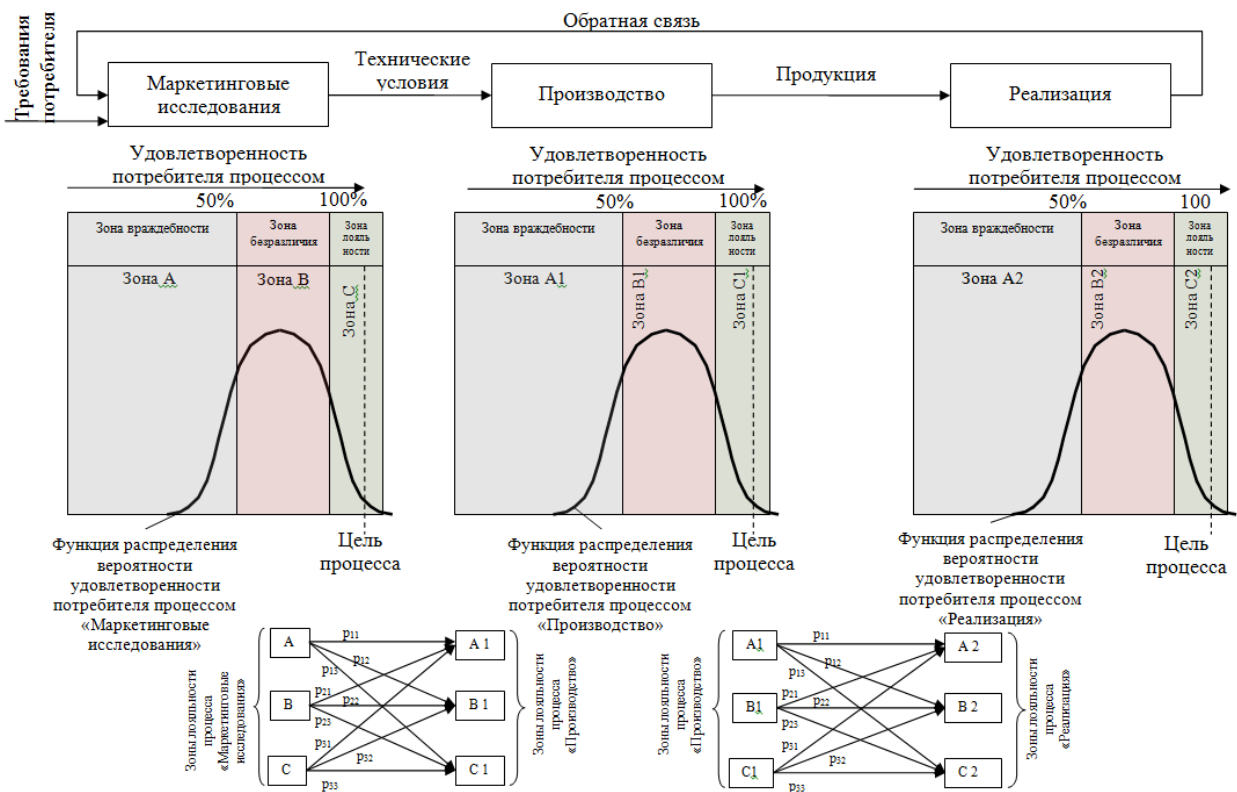 Обратная связь
Требования
потребителя
Маркетинговые
исследования
Технические
условия
Производство
Продукция
Реализация
Удовлетворенность
потребителя процессом
50%
100%
Зона враждебности
Зона
безразличия
Зона
лояль
ности
Зона А
Зона В
Зона С
Функция распределения
вероятности
удовлетворенности
потребителя процессом
«Маркетинговые
исследования»
Цель
процесса
Удовлетворенность
потребителя процессом
50%
100%
Зона враждебности
Зона
безразличия
Зона
лояль
ности
Зона А1
Зона В1
Зона С1
Функция распределения
вероятности
удовлетворенности
потребителя процессом
«Производство»
Цель
процесса
Удовлетворенность
потребителя процессом
50%
100
Зона враждебности
Зона
безразличия
Зона
лояль
ности
Зона А2
Зона В2
Зона С2
Функция распределения
вероятности
удовлетворенности
потребителя процессом
«Реализация»
Цель
процесса
Зоны лояльности
процесса
«Маркетинговые
исследования»
A
B
C
p11
p12
p13
p21
p22
p23
p31
p32
p33
A 1
B 1
C 1
Зоны лояльности
процесса
«Производство»
Зоны лояльности
процесса
«Производство»
A1
B1
C1
p11
p12
p13
p21
p22
p23
p31
p32
p33
A 2
B 2
C 2
Зоны лояльности
процесса
«Реализация»